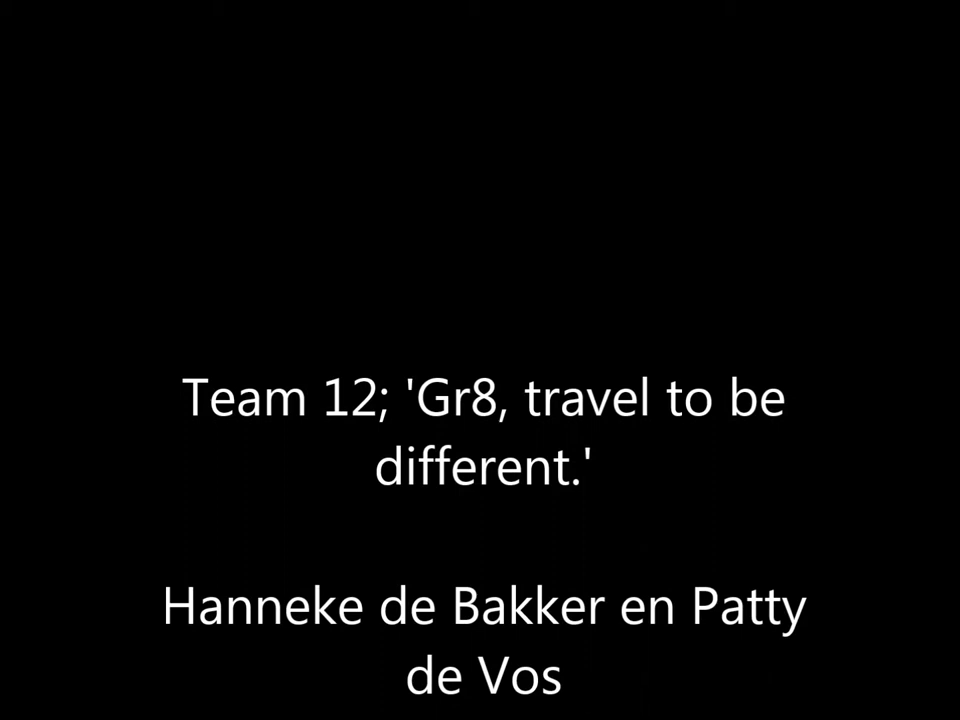 Team 12; 'Gr8, travel to be
different.'
Hanneke de Bakker en Patty
de Vos